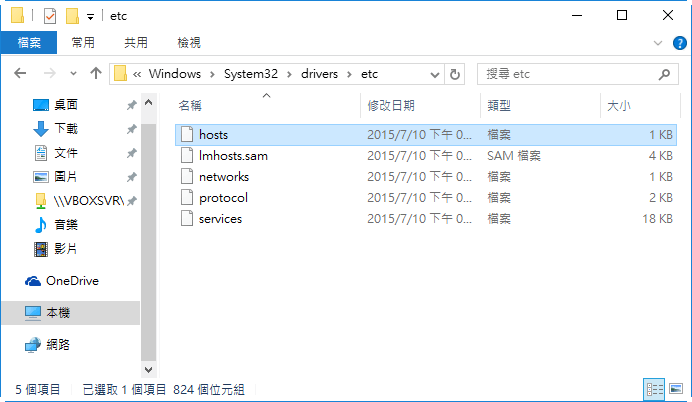 etc
檔案 常用 共用 檢視
« Windows > System32 > drivers > etc 搜尋 etc
名稱 修改日期 類型 大小
桌面
下載
文件
圖片
\\VBOXSVR\
音樂
影片
OneDrive
本機
網路
hosts 2015/7/10 下午 0... 檔案 1 KB
lmhosts.sam 2015/7/10 下午 0... SAM 檔案 4 KB
networks 2015/7/10 下午 0... 檔案 1 KB
protocol 2015/7/10 下午 0... 檔案 2 KB
services 2015/7/10 下午 0... 檔案 18 KB
5 個項目 已選取 1 個項目 824 個位元組